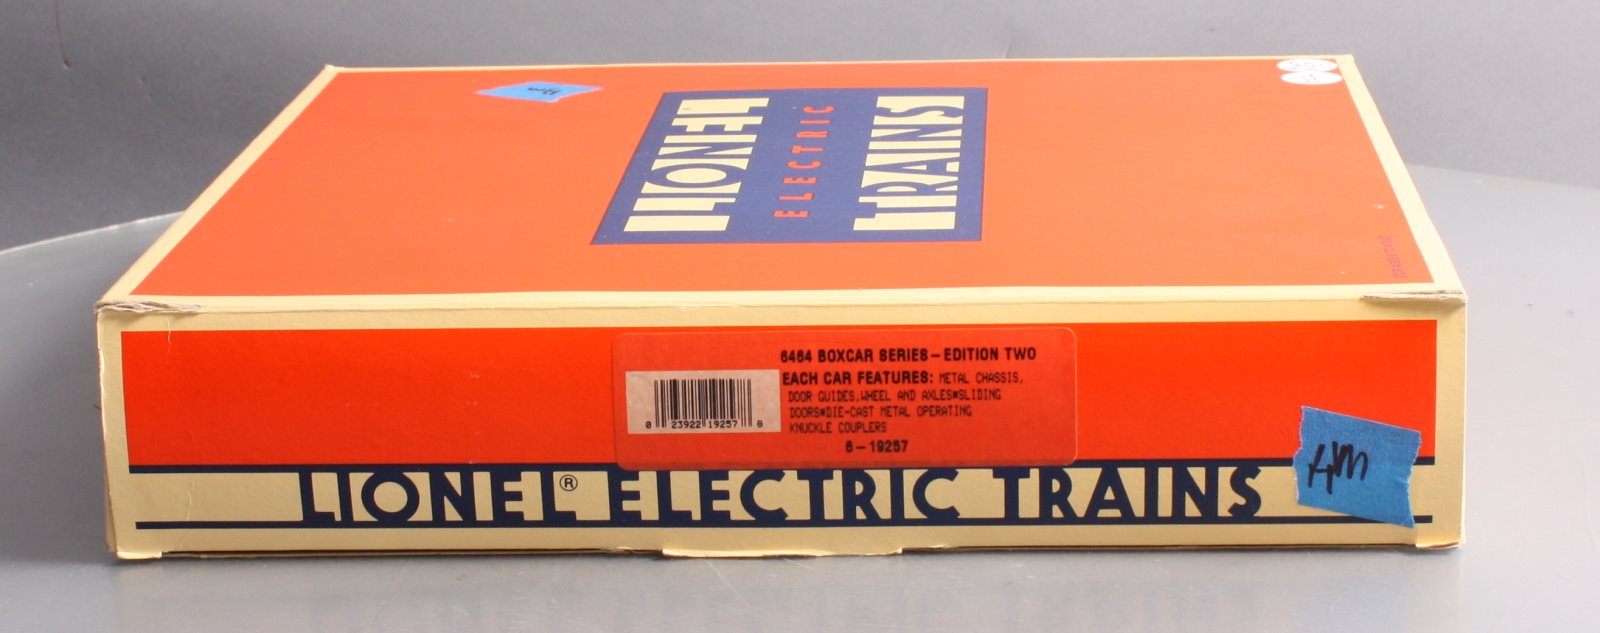 LIONEL
ELECTRIC
TRAINS
6464 BOXCAR SERIES-EDITION TWO
EACH CAR FEATURES: METAL CHASSIS,
DOOR GUIDES,WHEEL AND AXLES*SLIDING
DOORS*DIE-CAST METAL OPERATING
KNUCKLE COUPLERS
6-19257
0 23922 19257 8
LIONEL® ELECTRIC TRAINS